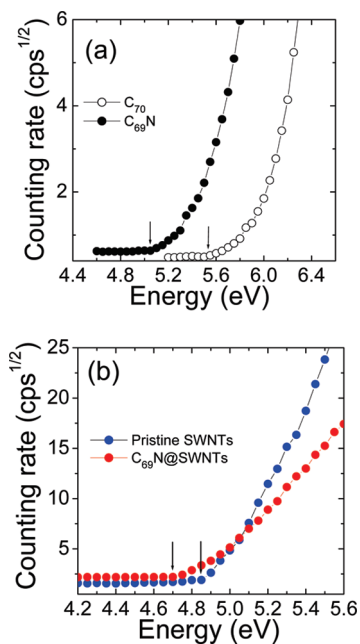 (a)
C70
C69N
Counting rate (cps1/2)
6
4
2
4.4 4.8 5.2 5.6 6.0 6.4
Energy (eV)
(b)
Pristine SWNTs
C69N@SWNTs
Counting rate (cps1/2)
25
20
15
10
5
4.2 4.4 4.6 4.8 5.0 5.2 5.4 5.6
Energy (eV)